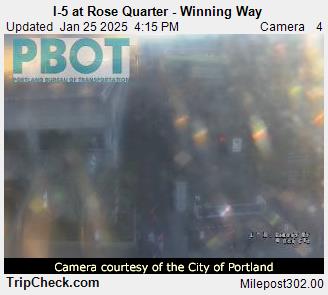 I-5 at Rose Quarter - Winning Way
Updated Jan 25 2025 4:15 PM Camera 4
PBOT
PORTLAND BUREAU OF TRANSPORTATION
Camera courtesy of the City of Portland
TripCheck.com Milepost302.00